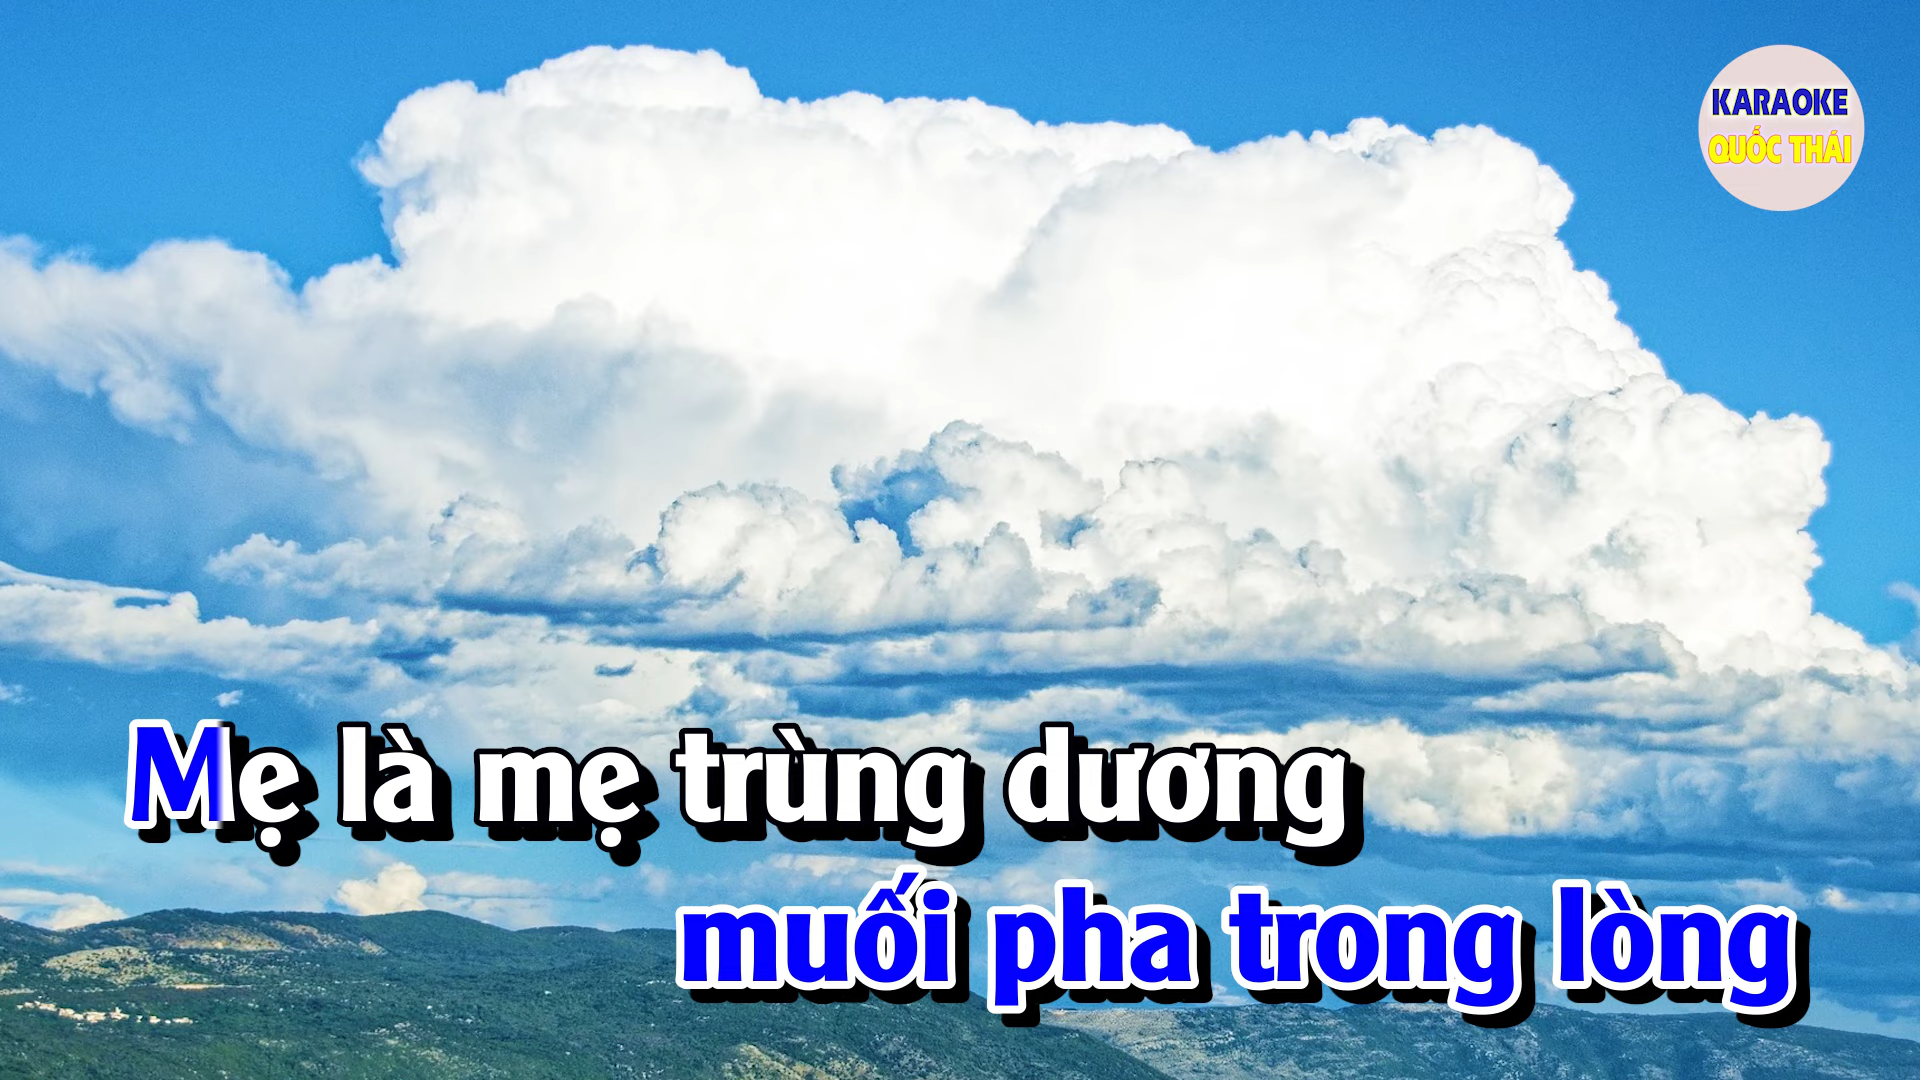 KARAOKE
QUỐC THÁI
Mẹ là mẹ trùng dương
muối pha trong lòng